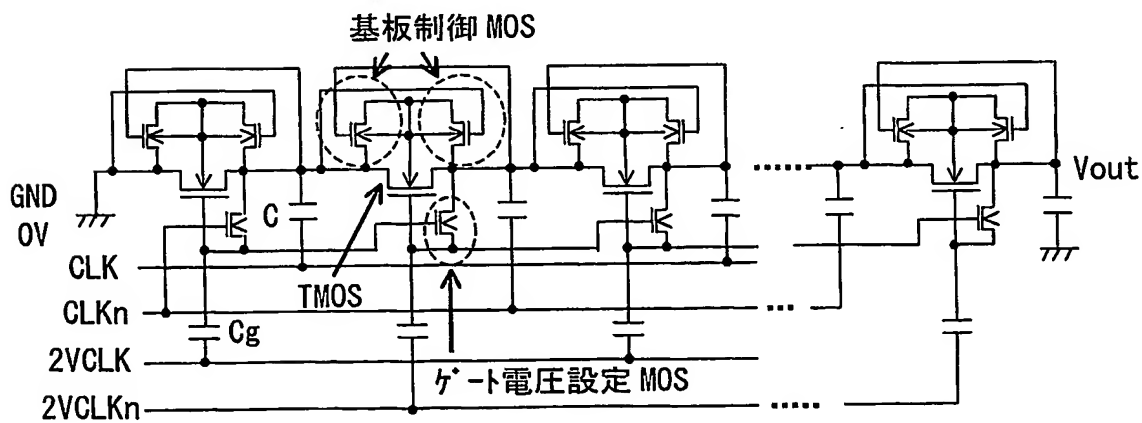 基板制御 MOS
GND
0V
Vout
C
CLK
TMOS
CLKn
Cg
2VCLK
ｹﾞｰﾄ電圧設定 MOS
2VCLKn